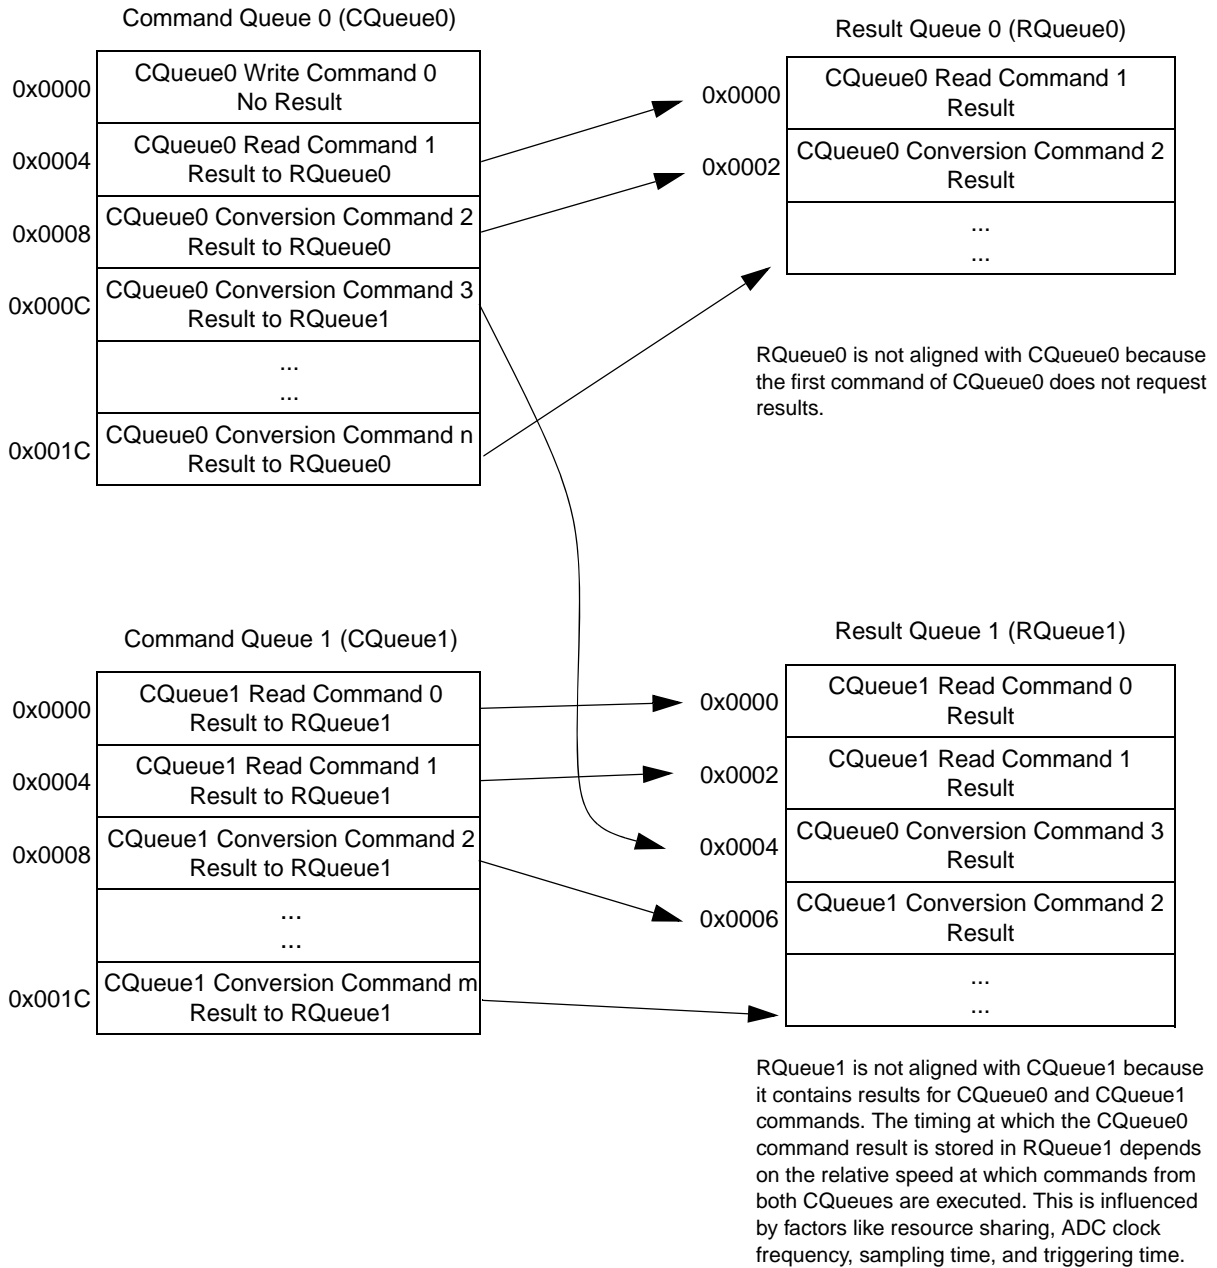 Command Queue 0 (CQueue0)
0x0000
CQueue0 Write Command 0
No Result
0x0004
CQueue0 Read Command 1
Result to RQueue0
0x0008
CQueue0 Conversion Command 2
Result to RQueue0
0x000C
CQueue0 Conversion Command 3
Result to RQueue1
...
...
0x001C
CQueue0 Conversion Command n
Result to RQueue0
Result Queue 0 (RQueue0)
0x0000
CQueue0 Read Command 1
Result
0x0002
CQueue0 Conversion Command 2
Result
...
...
RQueue0 is not aligned with CQueue0 because
the first command of CQueue0 does not request
results.
Command Queue 1 (CQueue1)
0x0000
CQueue1 Read Command 0
Result to RQueue1
0x0004
CQueue1 Read Command 1
Result to RQueue1
0x0008
CQueue1 Conversion Command 2
Result to RQueue1
...
...
0x001C
CQueue1 Conversion Command m
Result to RQueue1
Result Queue 1 (RQueue1)
0x0000
CQueue1 Read Command 0
Result
0x0002
CQueue1 Read Command 1
Result
0x0004
CQueue0 Conversion Command 3
Result
0x0006
CQueue1 Conversion Command 2
Result
...
...
RQueue1 is not aligned with CQueue1 because
it contains results for CQueue0 and CQueue1
commands. The timing at which the CQueue0
command result is stored in RQueue1 depends
on the relative speed at which commands from
both CQueues are executed. This is influenced
by factors like resource sharing, ADC clock
frequency, sampling time, and triggering time.